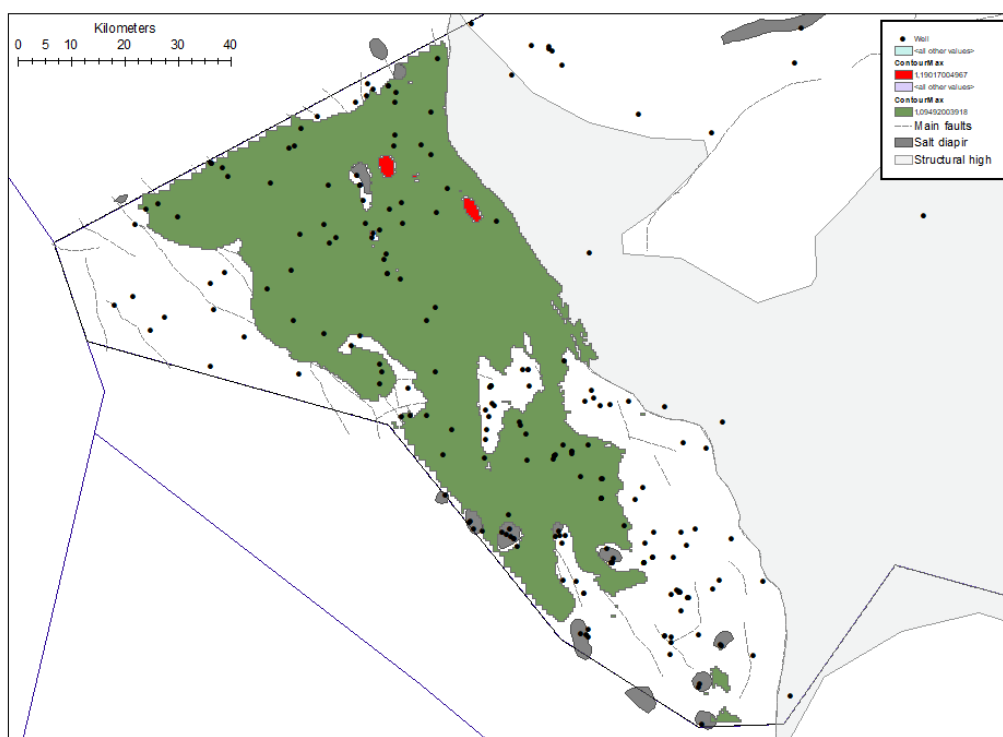 Kilometers
0 5 10 20 30 40
Well
<all other values>
ContourMax
1,19017004967
<all other values>
ContourMax
1,09492003918
Main faults
Salt diapir
Structural high